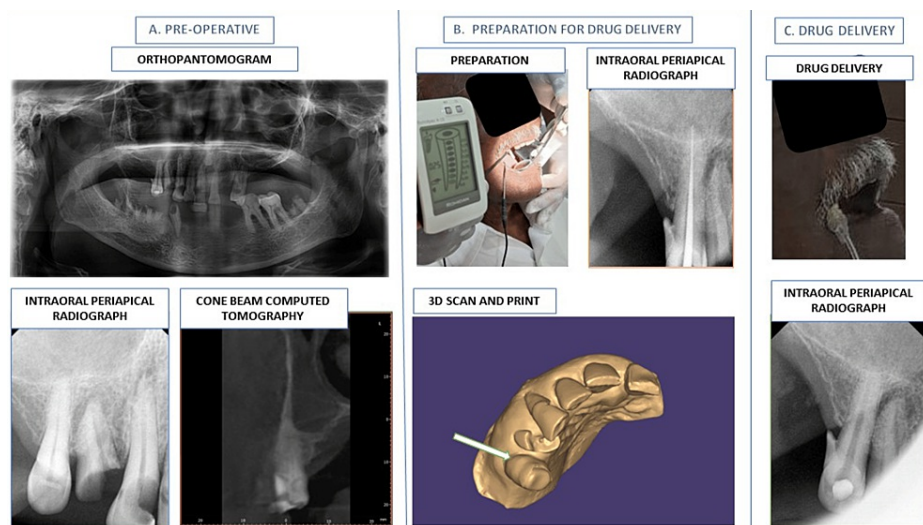 A. PRE-OPERATIVE
ORTHOPANTOMOGRAM
INTRAORAL PERIAPICAL
RADIOGRAPH
CONE BEAM COMPUTED
TOMOGRAPHY
B. PREPARATION FOR DRUG DELIVERY
PREPARATION
INTRAORAL PERIAPICAL
RADIOGRAPH
3D SCAN AND PRINT
C. DRUG DELIVERY
DRUG DELIVERY
INTRAORAL PERIAPICAL
RADIOGRAPH